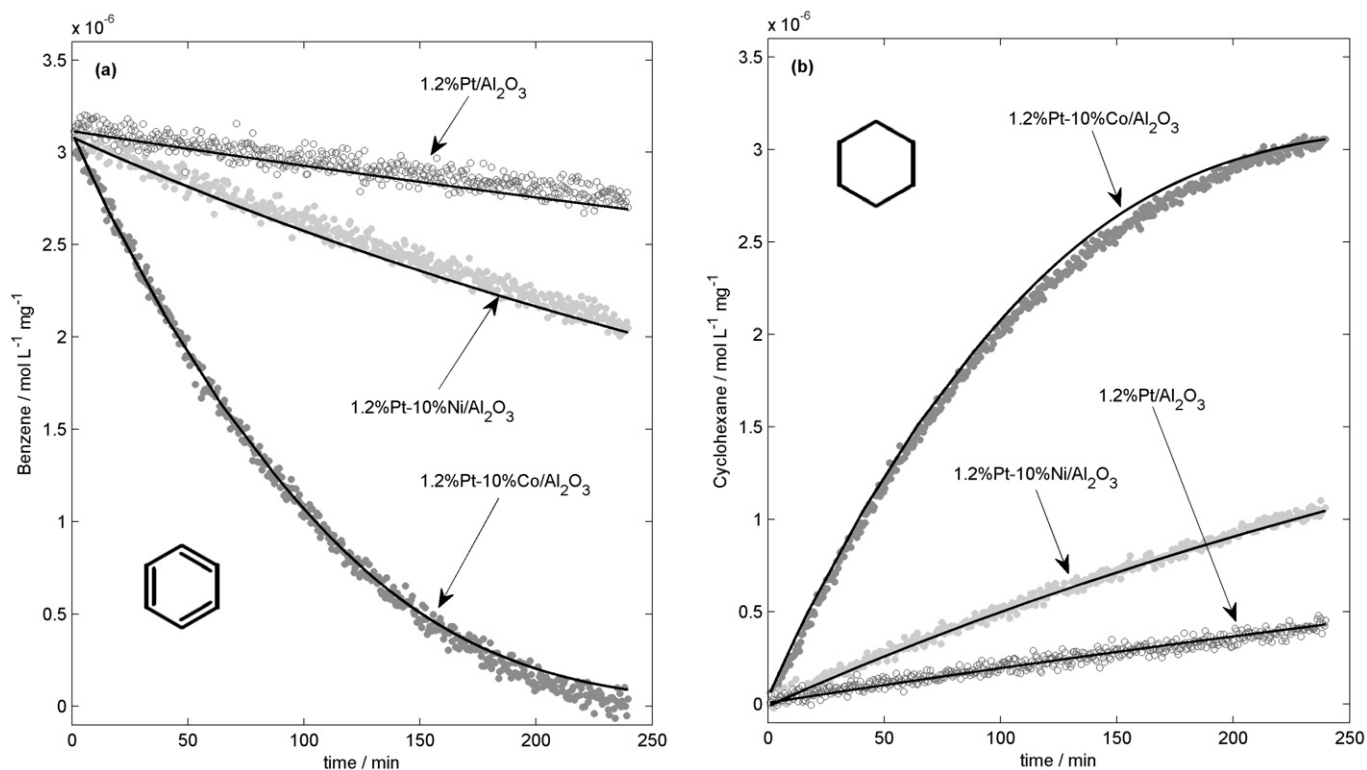 x 10⁻⁶
3.5
3
2.5
2
1.5
1
0.5
0
0
50
100
150
200
250
Benzene / mol L⁻¹ mg⁻¹
time / min
(a)
1.2%Pt/Al₂O₃
1.2%Pt-10%Ni/Al₂O₃
1.2%Pt-10%Co/Al₂O₃
x 10⁻⁶
3.5
3
2.5
2
1.5
1
0.5
0
0
50
100
150
200
250
Cyclohexane / mol L⁻¹ mg⁻¹
time / min
(b)
1.2%Pt-10%Co/Al₂O₃
1.2%Pt/Al₂O₃
1.2%Pt-10%Ni/Al₂O₃